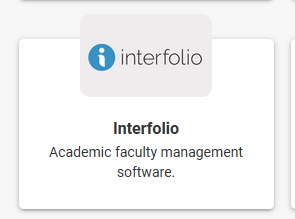 interfolio
Interfolio
Academic faculty management
software.